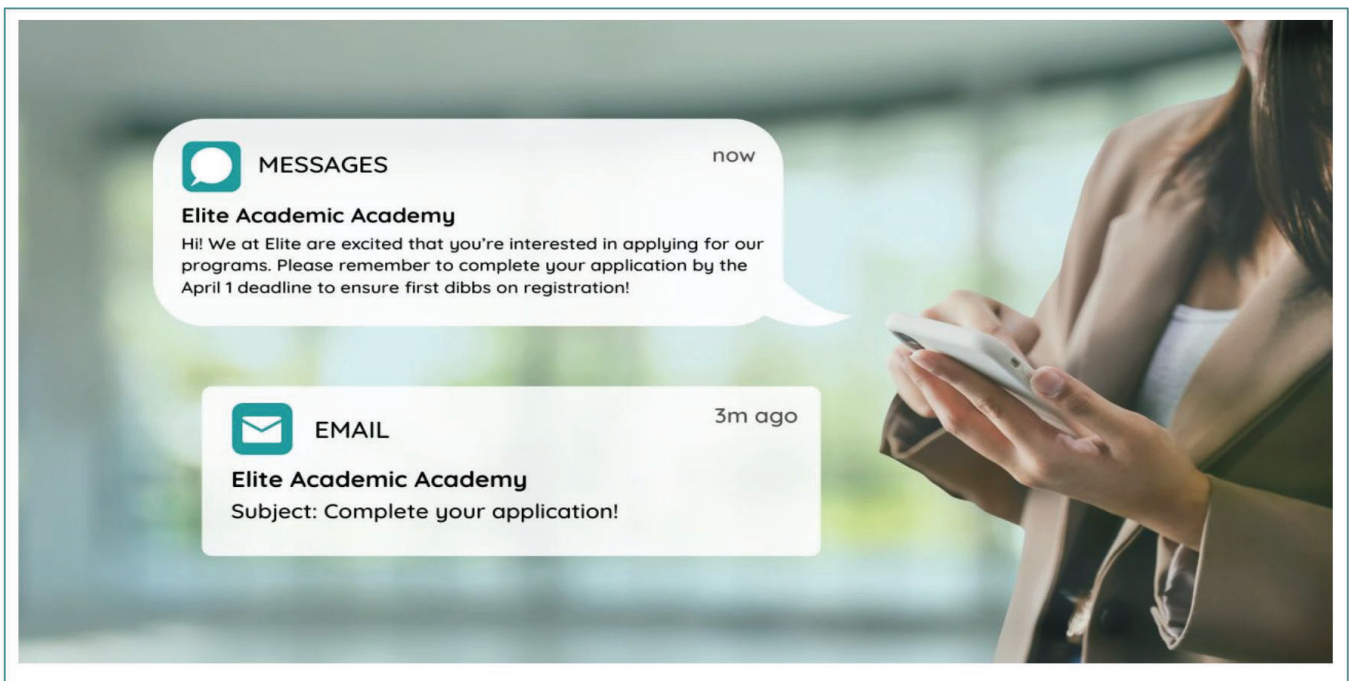 MESSAGES
now
Elite Academic Academy
Hi! We at Elite are excited that you're interested in applying for our
programs. Please remember to complete your application by the
April 1 deadline to ensure first dibbs on registration!
EMAIL
3m ago
Elite Academic Academy
Subject: Complete your application!